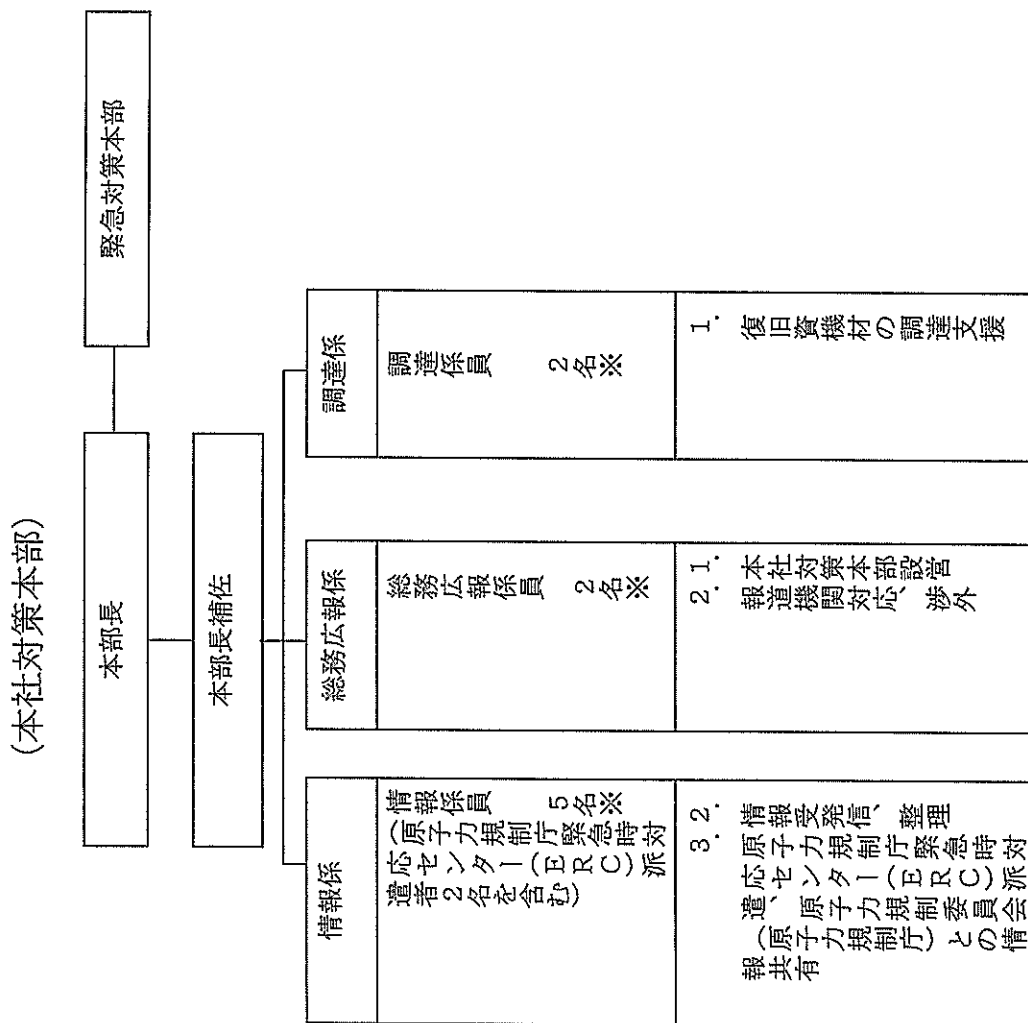 (本社対策本部)
本部長
緊急対策本部
本部長補佐
情報係
情報係員 5名※
(原子力規制庁緊急時対
応センター(ERC)派
遣者2名を含む)
2. 情報受発信、整理
3. 原子力規制庁緊急時対
応センター(ERC)派
遣、原子力規制委員会
(原子力規制庁)との情
報共有
総務広報係
総務広報係員 2名※
1. 本社対策本部設営
2. 報道機関対応、渉外
調達係
調達係員 2名※
1. 復旧資機材の調達支援